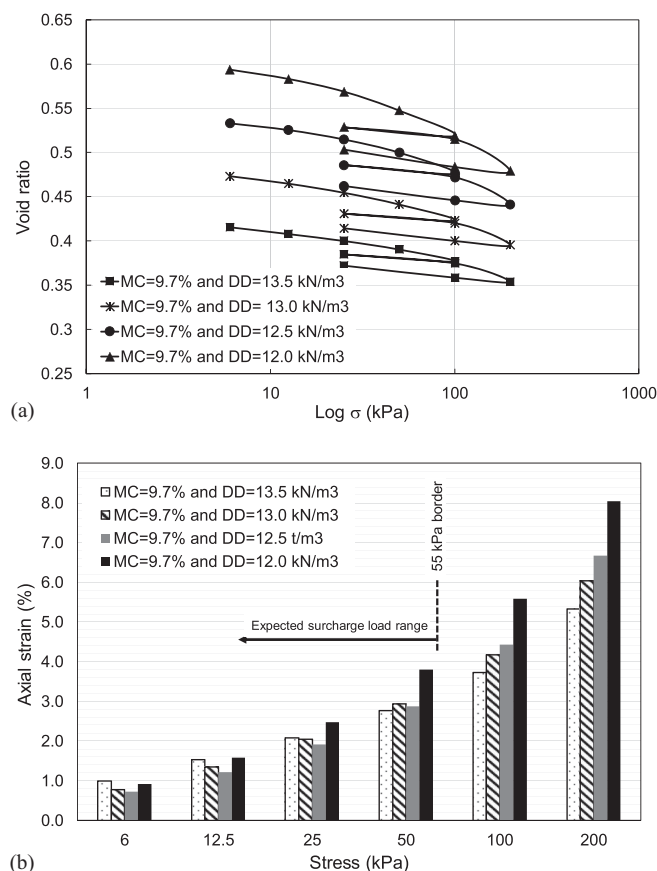 0.65
0.6
0.55
0.5
0.45
0.4
0.35
0.3
0.25
Void ratio
MC=9.7% and DD=13.5 kN/m3
MC=9.7% and DD= 13.0 kN/m3
MC=9.7% and DD=12.5 kN/m3
MC=9.7% and DD=12.0 kN/m3
1
10
100
1000
(a)
Log σ (kPa)
9.0
8.0
7.0
6.0
5.0
4.0
3.0
2.0
1.0
0.0
Axial strain (%)
MC=9.7% and DD=13.5 kN/m3
MC=9.7% and DD=13.0 kN/m3
MC=9.7% and DD=12.5 t/m3
MC=9.7% and DD=12.0 kN/m3
55 kPa border
Expected surcharge load range
6
12.5
25
50
100
200
(b)
Stress (kPa)